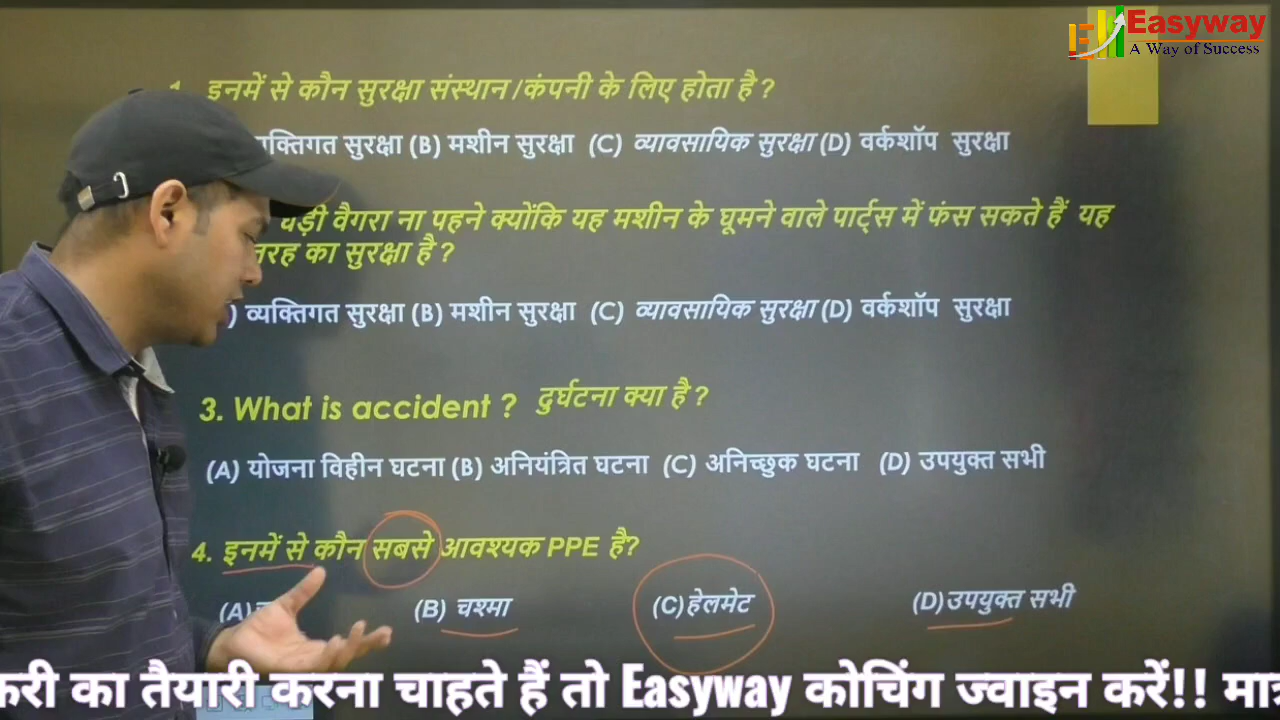 Easyway
A Way of Success
इनमें से कौन सुरक्षा संस्थान /कंपनी के लिए होता है ?
सुरक्षा (B) मशीन सुरक्षा (C) व्यावसायिक सुरक्षा (D) वर्कशॉप सुरक्षा
वैगरा ना पहने क्योंकि यह मशीन के घूमने वाले पार्ट्स में फंस सकते हैं यह
का सुरक्षा है ?
व्यक्तिगत सुरक्षा (B) मशीन सुरक्षा (C) व्यावसायिक सुरक्षा (D) वर्कशॉप सुरक्षा
3. What is accident ? दुर्घटना क्या है ?
(A) योजना विहीन घटना (B) अनियंत्रित घटना (C) अनिच्छुक घटना (D) उपयुक्त सभी
4. इनमें से कौन सबसे आवश्यक PPE है?
(A) (B) चश्मा (C) हेलमेट (D) उपयुक्त सभी
का तैयारी करना चाहते हैं तो Easyway कोचिंग ज्वाइन करें!!